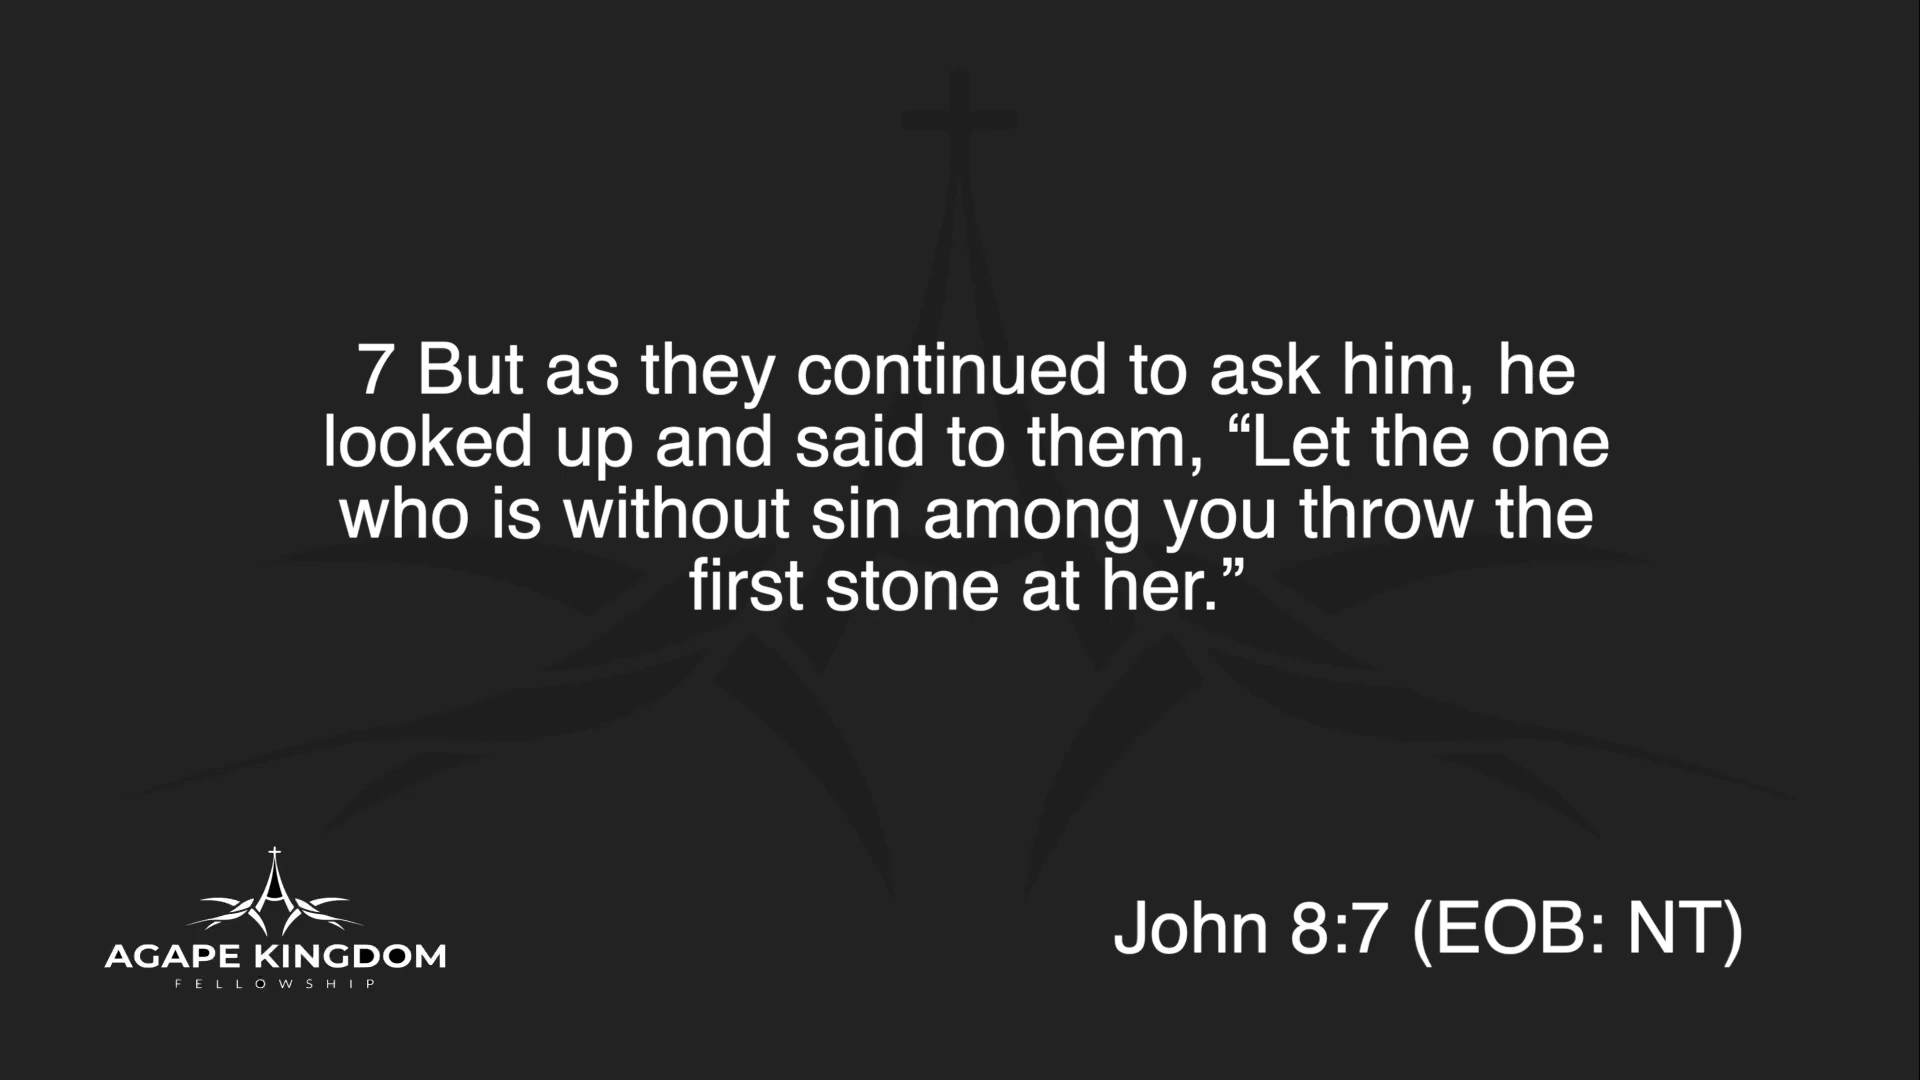 7 But as they continued to ask him, he
looked up and said to them, “Let the one
who is without sin among you throw the
first stone at her.”
AGAPE KINGDOM
FELLOWSHIP
John 8:7 (EOB: NT)